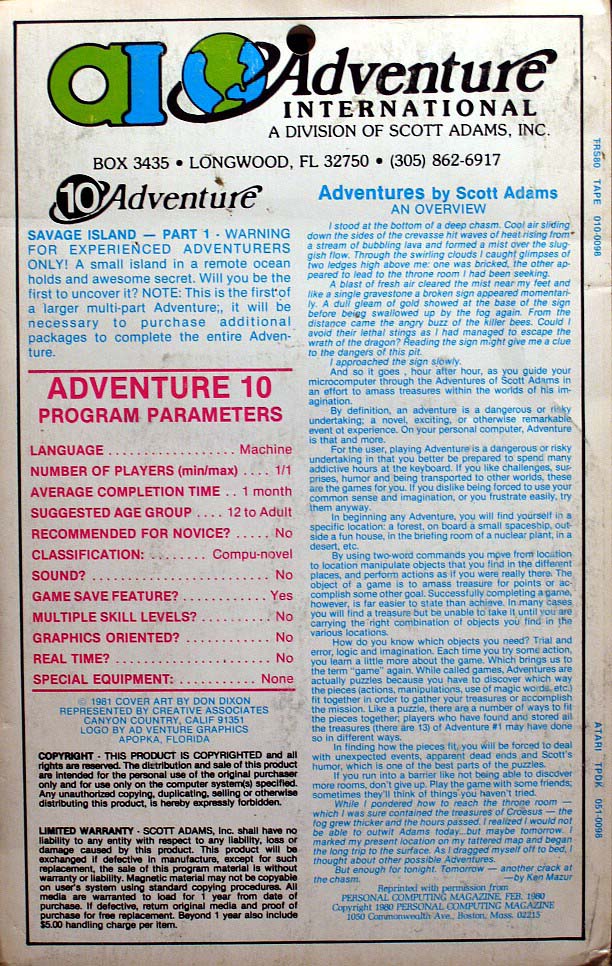 aI Adventure
INTERNATIONAL
A DIVISION OF SCOTT ADAMS, INC.
BOX 3435 • LONGWOOD, FL 32750 • (305) 862-6917
10 Adventure
SAVAGE ISLAND — PART 1 - WARNING
FOR EXPERIENCED ADVENTURERS
ONLY! A small island in a remote ocean
holds and awesome secret. Will you be the
first to uncover it? NOTE: This is the first of
a larger multi-part Adventure;, it will be
necessary to purchase additional
packages to complete the entire Adven-
ture.
ADVENTURE 10
PROGRAM PARAMETERS
LANGUAGE . . . . . . . . . . . . . . . . . Machine
NUMBER OF PLAYERS (min/max) . . . . 1/1
AVERAGE COMPLETION TIME . . 1 month
SUGGESTED AGE GROUP . . . . 12 to Adult
RECOMMENDED FOR NOVICE? . . . . . No
CLASSIFICATION: . . . . . . . . Compu-novel
SOUND? . . . . . . . . . . . . . . . . . . . . . . . . No
GAME SAVE FEATURE? . . . . . . . . . . . Yes
MULTIPLE SKILL LEVELS? . . . . . . . . . . No
GRAPHICS ORIENTED? . . . . . . . . . . . . No
REAL TIME? . . . . . . . . . . . . . . . . . . . . . No
SPECIAL EQUIPMENT: . . . . . . . . . . . None
© 1981 COVER ART BY DON DIXON
REPRESENTED BY CREATIVE ASSOCIATES
CANYON COUNTRY, CALIF 91351
LOGO BY AD VENTURE GRAPHICS
APOPKA, FLORIDA
COPYRIGHT - THIS PRODUCT IS COPYRIGHTED and all
rights are reserved. The distribution and sale of this product
are intended for the personal use of the original purchaser
only and for use only on the computer system(s) specified.
Any unauthorized copying, duplicating, selling or otherwise
distributing this product, is hereby expressly forbidden.
LIMITED WARRANTY - SCOTT ADAMS, Inc. shall have no
liability to any entity with respect to any liability, loss or
damage caused by this product. This product will be
exchanged if defective in manufacture, except for such
replacement, the sale of this program material is without
warranty or liability. Magnetic material may not be copyable
on user's system using standard copying procedures. All
media are warranted to load for 1 year from date of
purchase. If defective, return original media and proof of
purchase for free replacement. Beyond 1 year also include
$5.00 handling charge per item.
Adventures by Scott Adams
AN OVERVIEW
I stood at the bottom of a deep chasm. Cool air sliding
down the sides of the crevasse hit waves of heat rising from
a stream of bubbling lava and formed a mist over the slug-
gish flow. Through the swirling clouds I caught glimpses of
two ledges high above me: one was bricked, the other ap-
peared to lead to the throne room I had been seeking.
A blast of fresh air cleared the mist near my feet and
like a single gravestone a broken sign appeared momentari-
ly. A dull gleam of gold showed at the base of the sign
before being swallowed up by the fog again. From the
distance came the angry buzz of the killer bees. Could I
avoid their lethal stings as I had managed to escape the
wrath of the dragon? Reading the sign might give me a clue
to the dangers of this pit.
I approached the sign slowly.
And so it goes , hour after hour, as you guide your
microcomputer through the Adventures of Scott Adams in
an effort to amass treasures within the worlds of his im-
agination.
By definition, an adventure is a dangerous or risky
undertaking; a novel, exciting, or otherwise remarkable
event ot experience. On your personal computer, Adventure
is that and more.
For the user, playing Adventure is a dangerous or risky
undertaking in that you better be prepared to spend many
addictive hours at the keyboard. If you like challenges, sur-
prises, humor and being transported to other worlds, these
are the games for you. If you dislike being forced to use your
common sense and imagination, or you frustrate easily, try
them anyway.
In beginning any Adventure, you will find yourself in a
specific location: a forest, on board a small spaceship, out-
side a fun house, in the briefing room of a nuclear plant, in a
desert, etc.
By using two-word commands you move from location
to location manipulate objects that you find in the different
places, and perform actions as if you were really there. The
object of a game is to amass treasure for points or ac-
complish some other goal. Successfully completing a game,
however, is far easier to state than achieve. In many cases
you will find a treasure but be unable to take it until you are
carrying the right combination of objects you find in the
various locations.
How do you know which objects you need? Trial and
error, logic and imagination. Each time you try some action,
you learn a little more about the game. Which brings us to
the term "game" again. While called games, Adventures are
actually puzzles because you have to discover which way
the pieces (actions, manipulations, use of magic words, etc.)
fit together in order to gather your treasures or accomplish
the mission. Like a puzzle, there are a number of ways to fit
the pieces together; players who have found and stored all
the treasures (there are 13) of Adventure #1 may have done
so in different ways.
In finding how the pieces fit, you will be forced to deal
with unexpected events, apparent dead ends and Scott's
humor, which is one of the best parts of the puzzles.
If you run into a barrier like not being able to discover
more rooms, don't give up. Play the game with some friends;
sometimes they'll think of things you haven't tried.
While I pondered how to reach the throne room —
which I was sure contained the treasures of Croesus — the
fog grew thicker and the hours passed. I realized I would not
be able to outwit Adams today...but maybe tomorrow. I
marked my present location on my tattered map and began
the long trip to the surface. As I dragged myself off to bed, I
thought about other possible Adventures.
But enough for tonight. Tomorrow — another crack at
the chasm. —by Ken Mazur
Reprinted with permission from
PERSONAL COMPUTING MAGAZINE, FEB. 1980
Copyright 1980 PERSONAL COMPUTING MAGAZINE
1050 Commonwealth Ave., Boston, Mass. 02215
TRS80 TAPE 010-0098
ATARI TPDK 051-0098